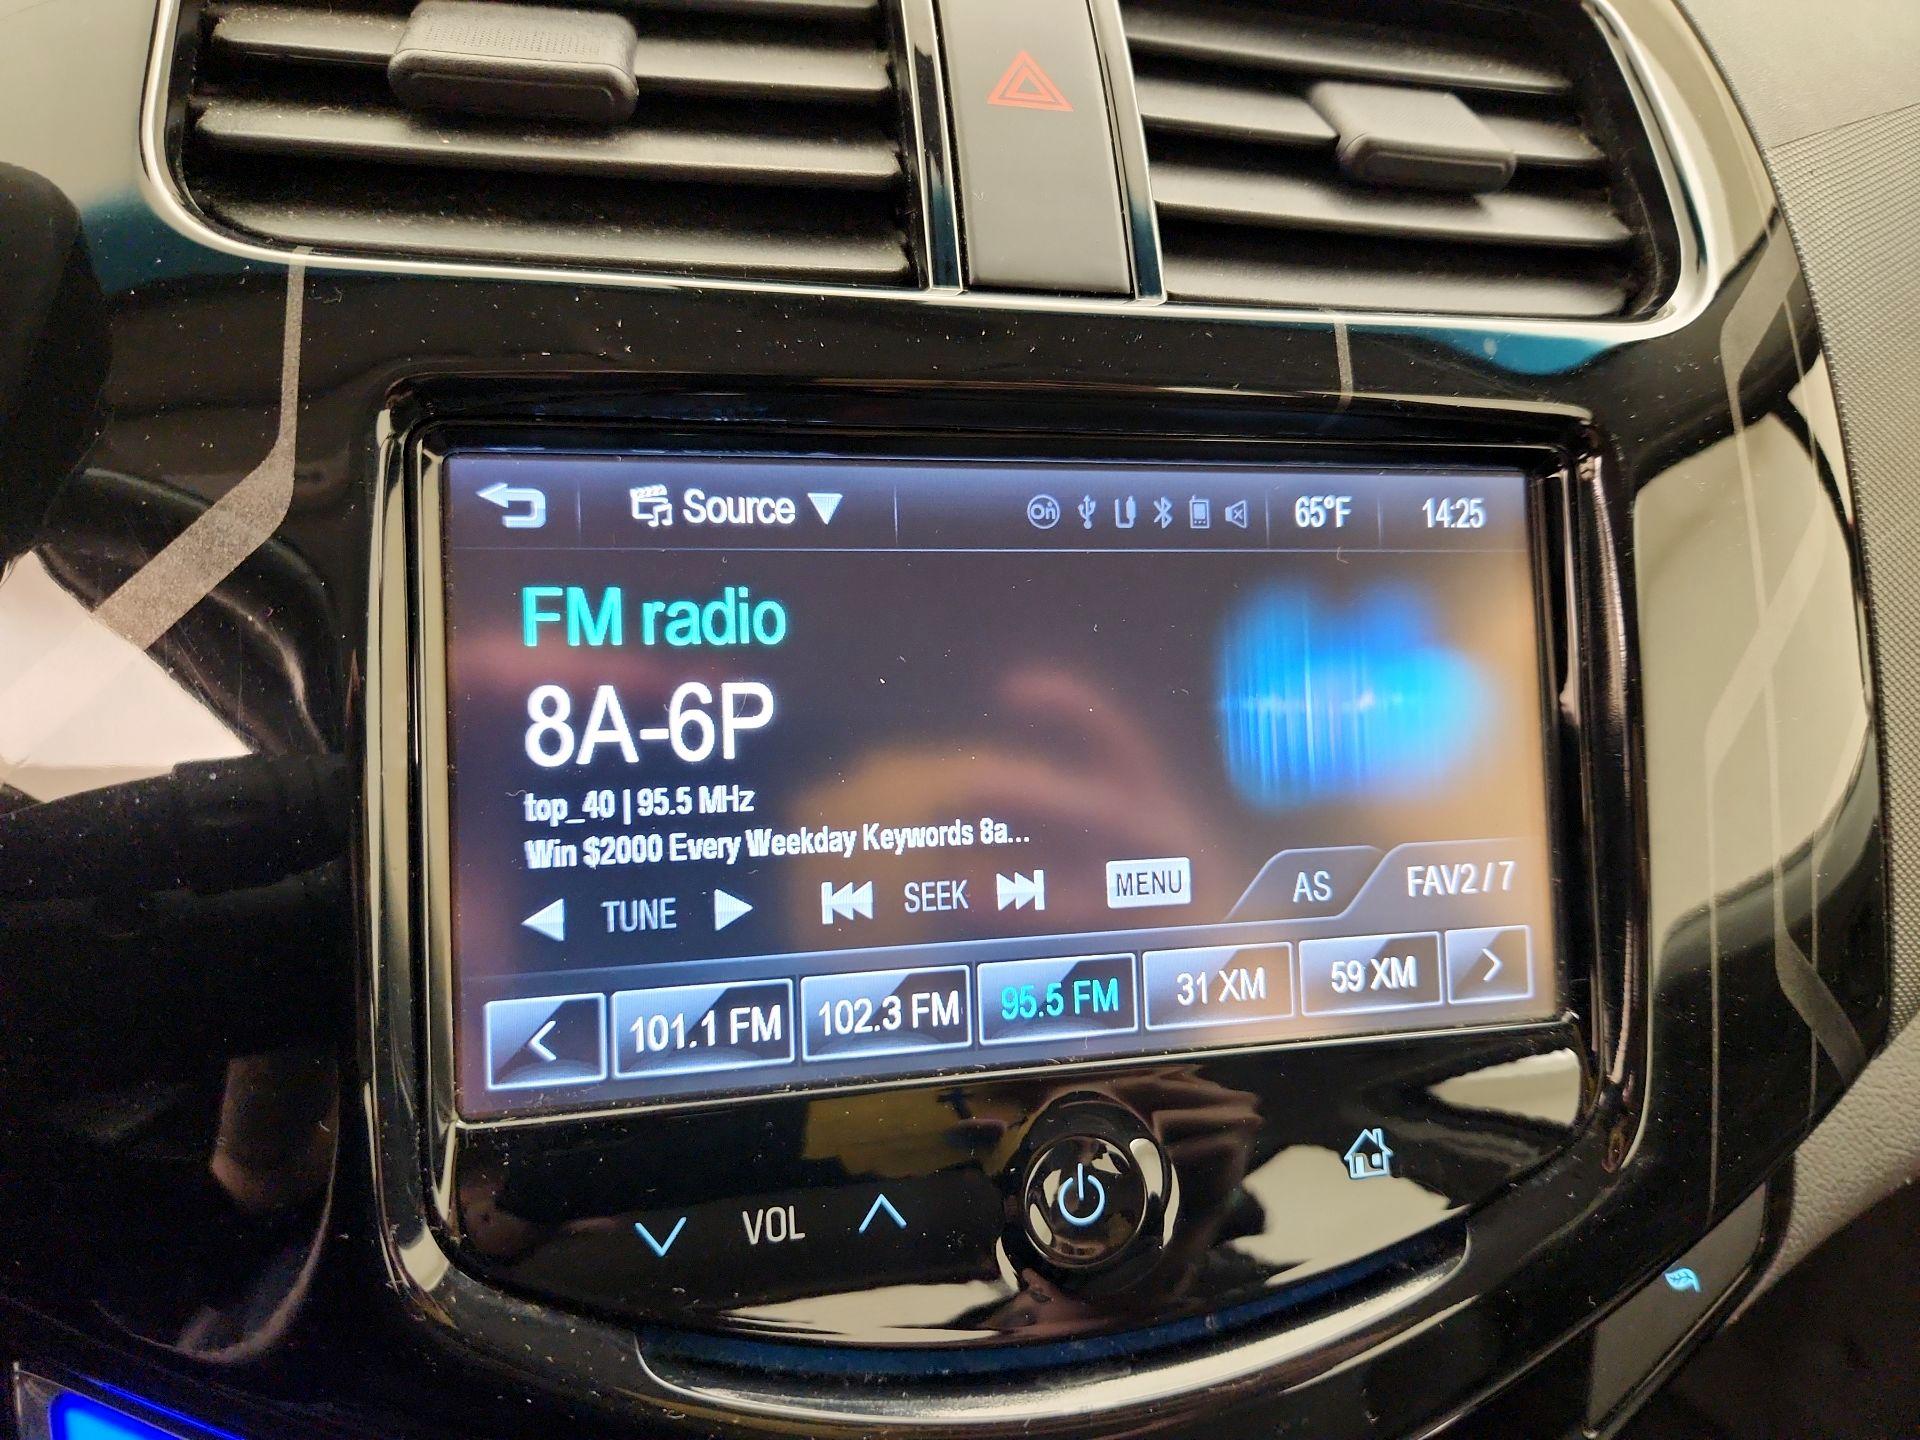 Source On 65°F 14:25
FM radio
8A-6P
top_40 | 95.5 MHz
Win $2000 Every Weekday Keywords 8a...
TUNE SEEK MENU AS FAV2 / 7
< 101.1 FM 102.3 FM 95.5 FM 31 XM 59 XM >
VOL